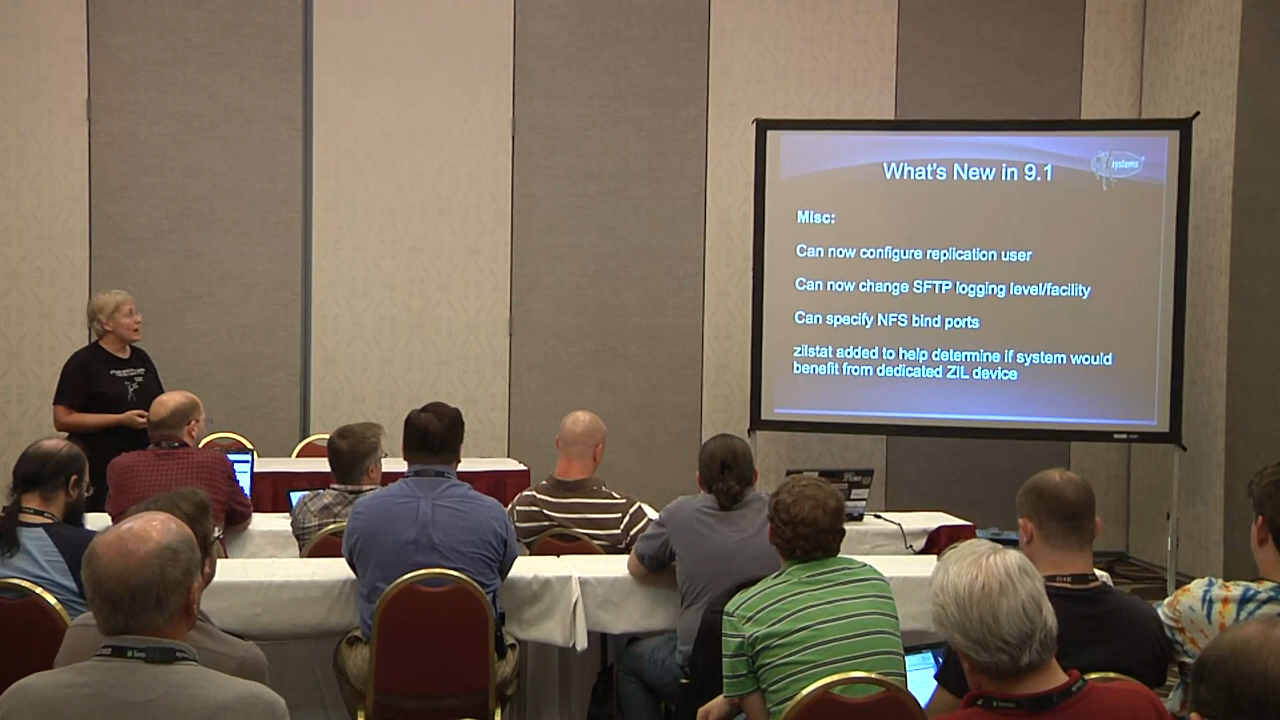 systems
What's New in 9.1
Misc:
Can now configure replication user
Can now change SFTP logging level/facility
Can specify NFS bind ports
zilstat added to help determine if system would
benefit from dedicated ZIL device